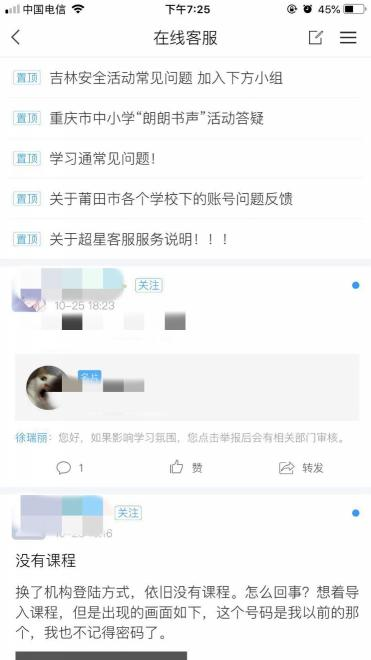 中国电信
下午7:25
45%
在线客服
置顶 吉林安全活动常见问题 加入下方小组
置顶 重庆市中小学“朗朗书声”活动答疑
置顶 学习通常见问题！
置顶 关于莆田市各个学校下的账号问题反馈
置顶 关于超星客服服务说明！！！
关注
10-25 18:23
名片
徐瑞丽：您好，如果影响学习氛围，您点击举报后会有相关部门审核。
1
赞
转发
关注
没有课程
换了机构登陆方式，依旧没有课程。怎么回事？想着导
入课程，但是出现的画面如下，这个号码是我以前的那
个，我也不记得密码了。